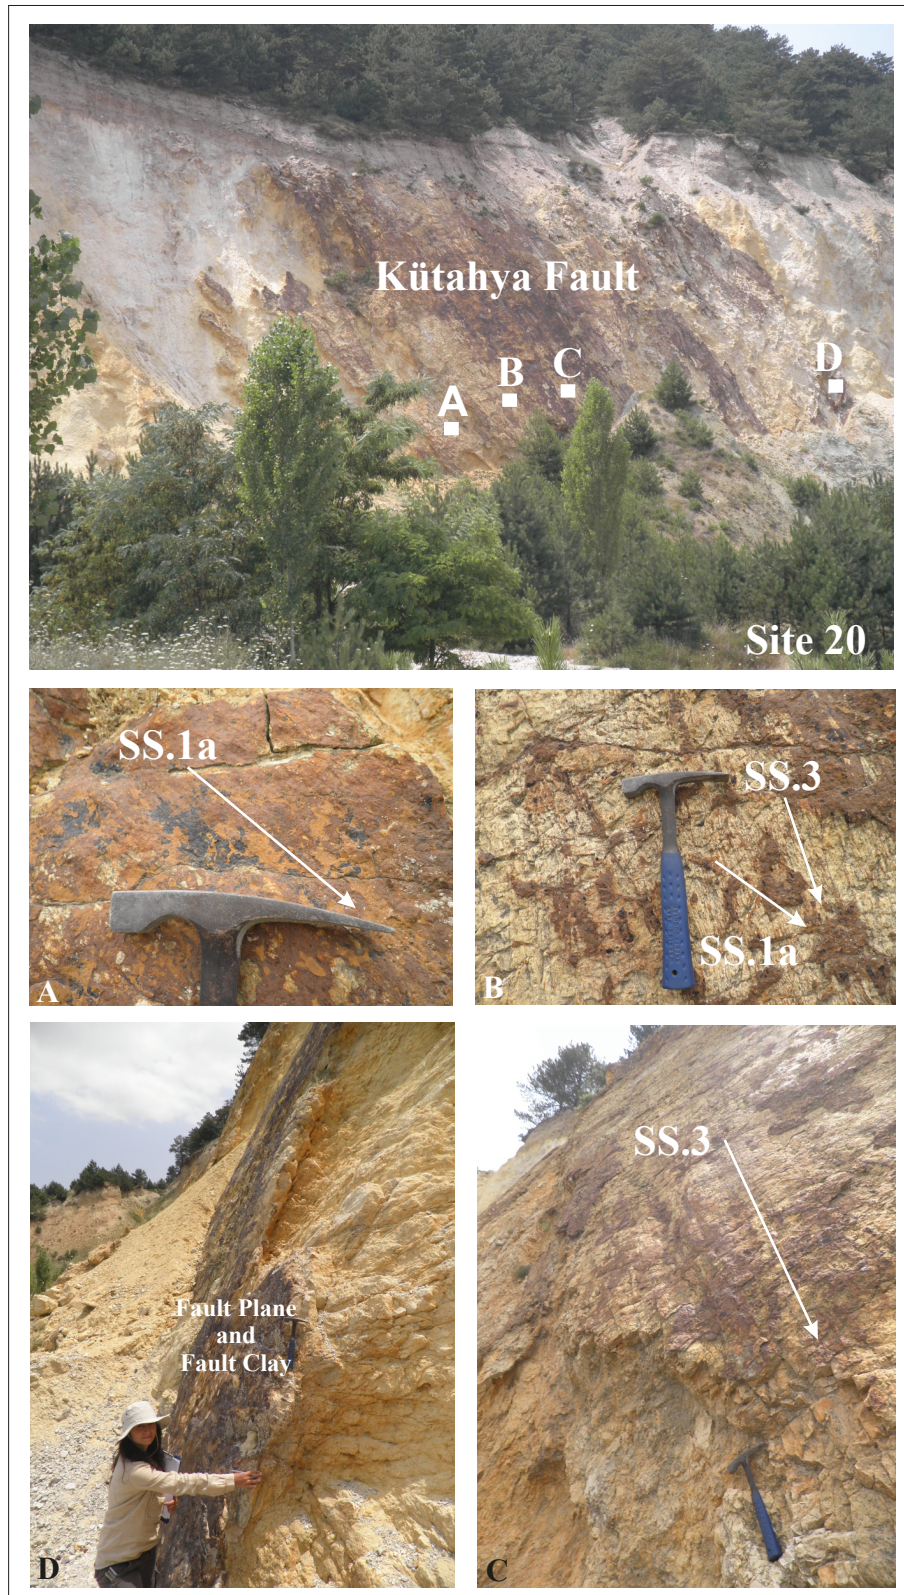 Kütahya Fault
A
B
C
D
Site 20
SS.1a
A
SS.3
SS.1a
B
Fault Plane
and
Fault Clay
D
SS.3
C